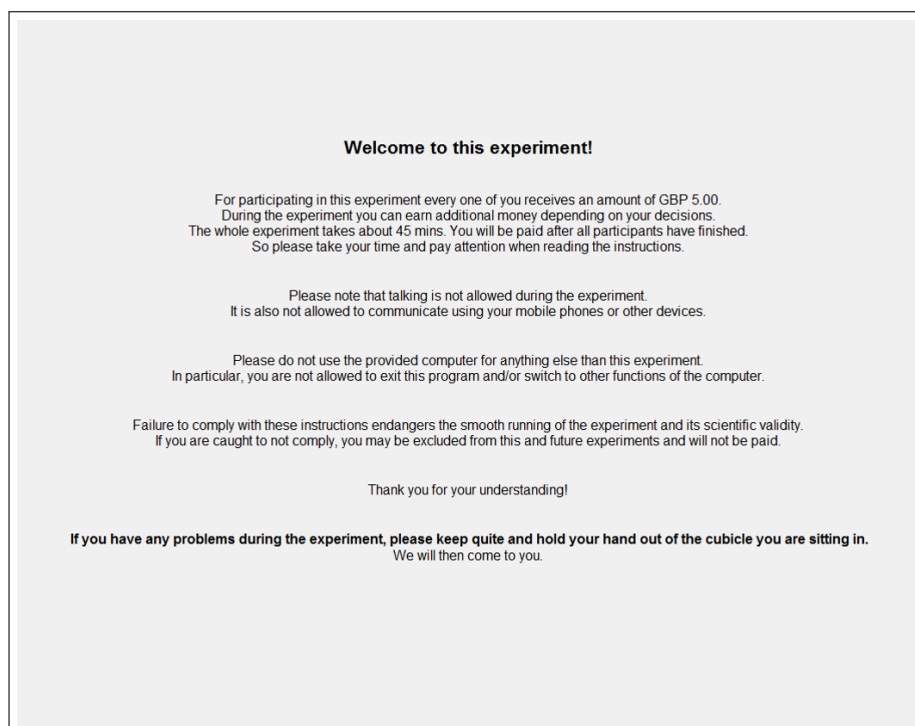 Welcome to this experiment!
For participating in this experiment every one of you receives an amount of GBP 5.00.
During the experiment you can earn additional money depending on your decisions.
The whole experiment takes about 45 mins. You will be paid after all participants have finished.
So please take your time and pay attention when reading the instructions.
Please note that talking is not allowed during the experiment.
It is also not allowed to communicate using your mobile phones or other devices.
Please do not use the provided computer for anything else than this experiment.
In particular, you are not allowed to exit this program and/or switch to other functions of the computer.
Failure to comply with these instructions endangers the smooth running of the experiment and its scientific validity.
If you are caught to not comply, you may be excluded from this and future experiments and will not be paid.
Thank you for your understanding!
If you have any problems during the experiment, please keep quite and hold your hand out of the cubicle you are sitting in.
We will then come to you.